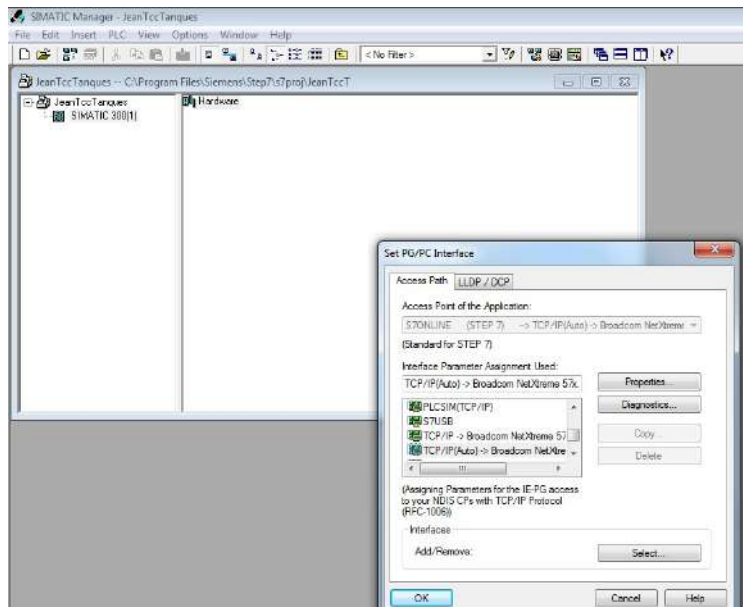 SIMATIC Manager - JeanTccTanques
File Edit Insert PLC View Options Window Help
< No Filter >
JeanTccTanques -- C:\Program Files\Siemens\Step7\s7proj\JeanTccT
JeanTccTanques
SIMATIC 300(1)
Hardware
Set PG/PC Interface
Access Path LLDP / DCP
Access Point of the Application:
S7ONLINE (STEP 7) -> TCP/IP(Auto) -> Broadcom NetXtreme
(Standard for STEP 7)
Interface Parameter Assignment Used:
TCP/IP(Auto) -> Broadcom NetXtreme 57x.
Properties...
PLCSIM(TCP/IP)
Diagnostics...
S7USB
TCP/IP -> Broadcom NetXtreme 57
Copy...
TCP/IP(Auto) -> Broadcom NetXtre
Delete
(Assigning Parameters for the IE-PG access
to your NDIS CPs with TCP/IP Protocol
(RFC-1006))
Interfaces
Add/Remove:
Select...
OK Cancel Help